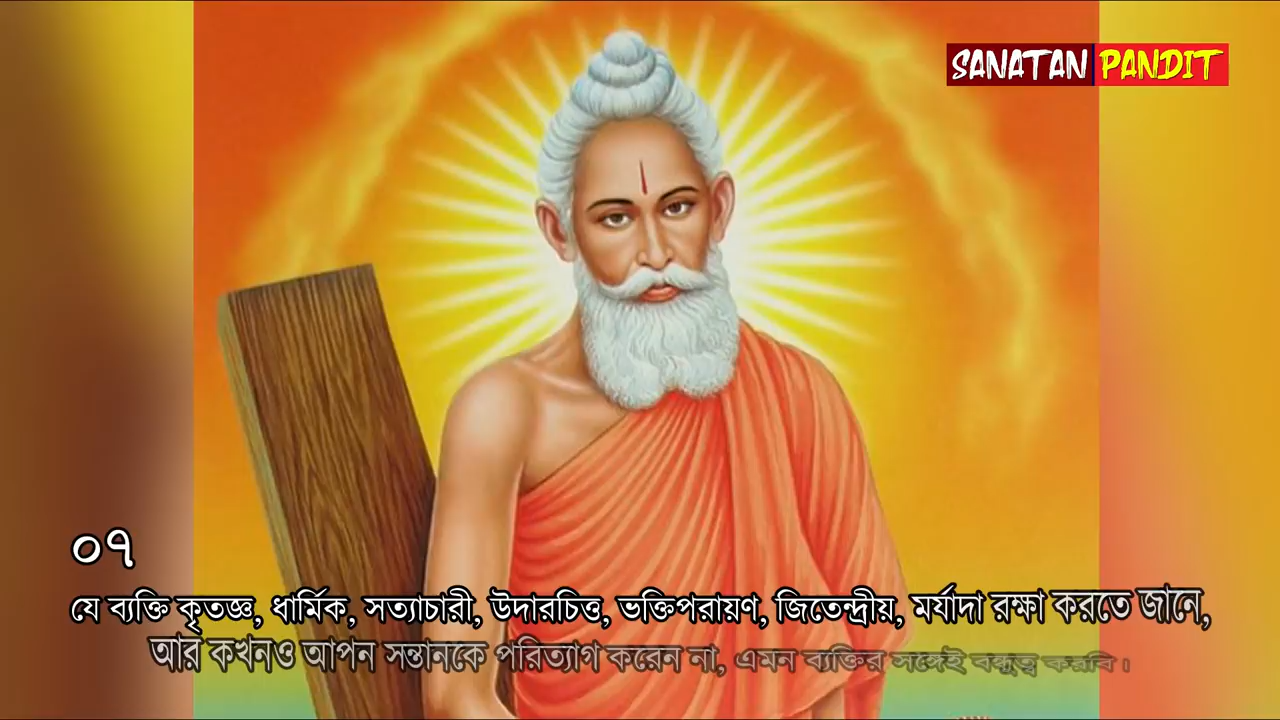 SANATAN PANDIT
০৭
যে ব্যক্তি কৃতজ্ঞ, ধার্মিক, সত্যাচারী, উদারচিত্ত, ভক্তিপরায়ণ, জিতেন্দ্রীয়, মর্যাদা রক্ষা করতে জানে,
আর কখনও আপন সন্তানকে পরিত্যাগ করেন না, এমন ব্যক্তির সঙ্গেই বন্ধুত্ব করবি।